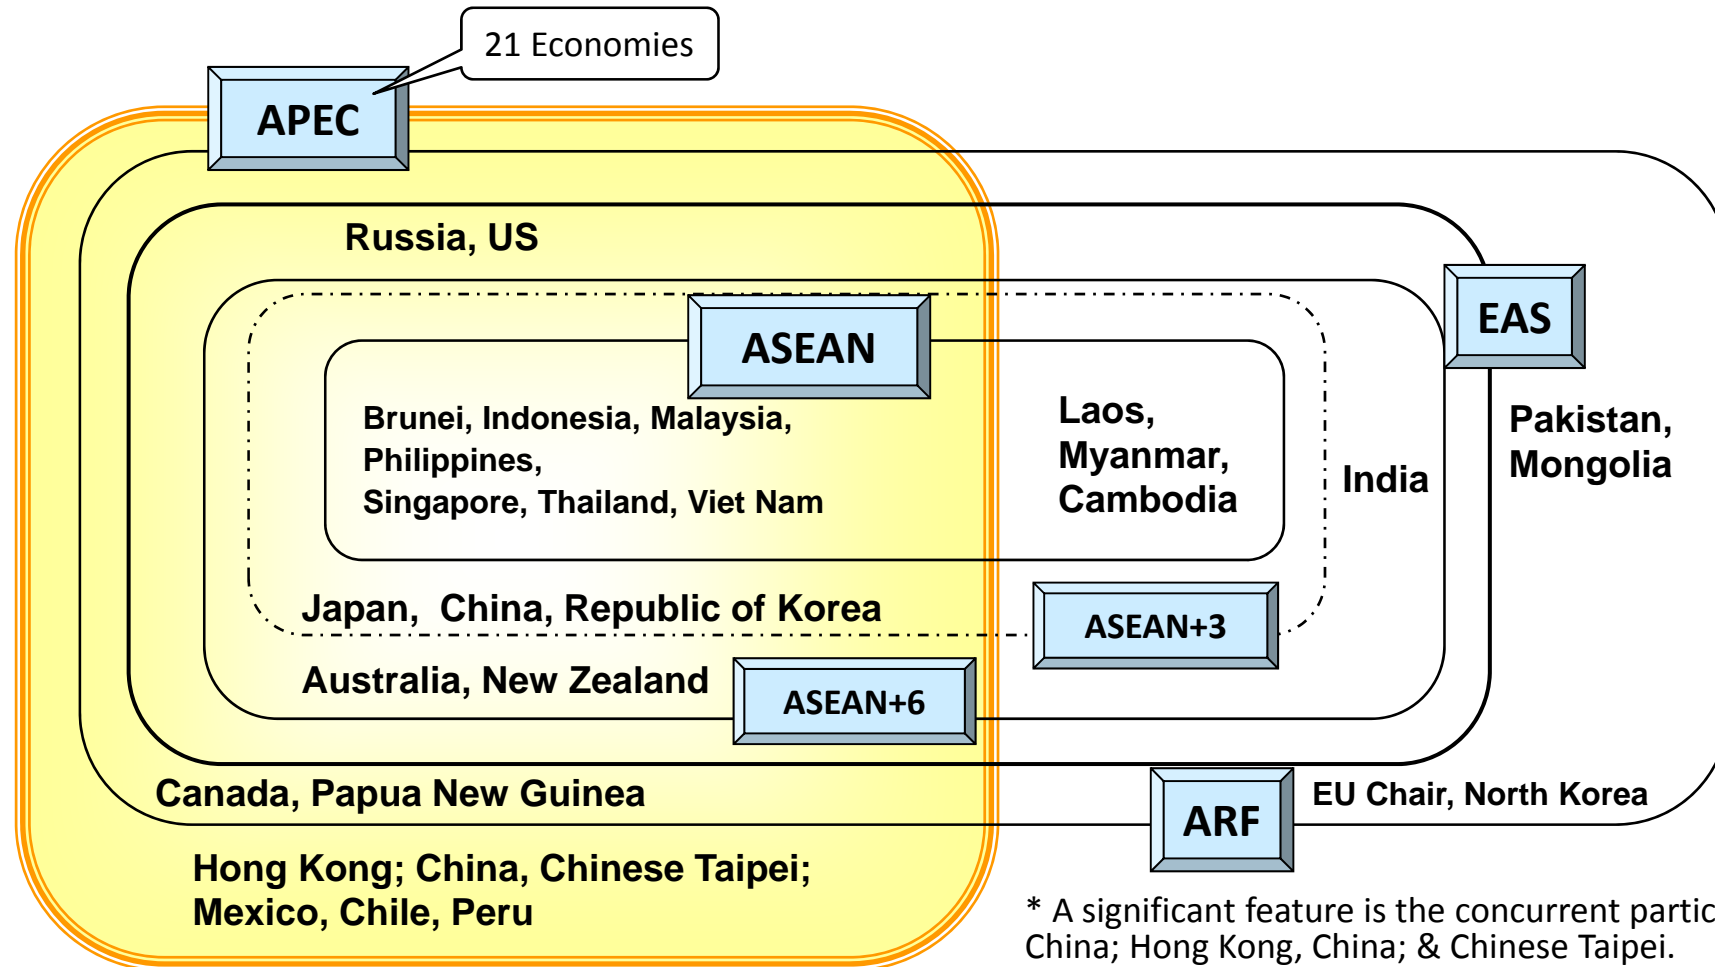 21 Economies
APEC
Russia, US
EAS
ASEAN
Brunei, Indonesia, Malaysia,
Philippines,
Singapore, Thailand, Viet Nam
Laos,
Myanmar,
Cambodia
India
Pakistan,
Mongolia
Japan, China, Republic of Korea
ASEAN+3
Australia, New Zealand
ASEAN+6
Canada, Papua New Guinea
ARF
EU Chair, North Korea
Hong Kong; China, Chinese Taipei;
Mexico, Chile, Peru
* A significant feature is the concurrent
China; Hong Kong, China; & Chinese Taipei.